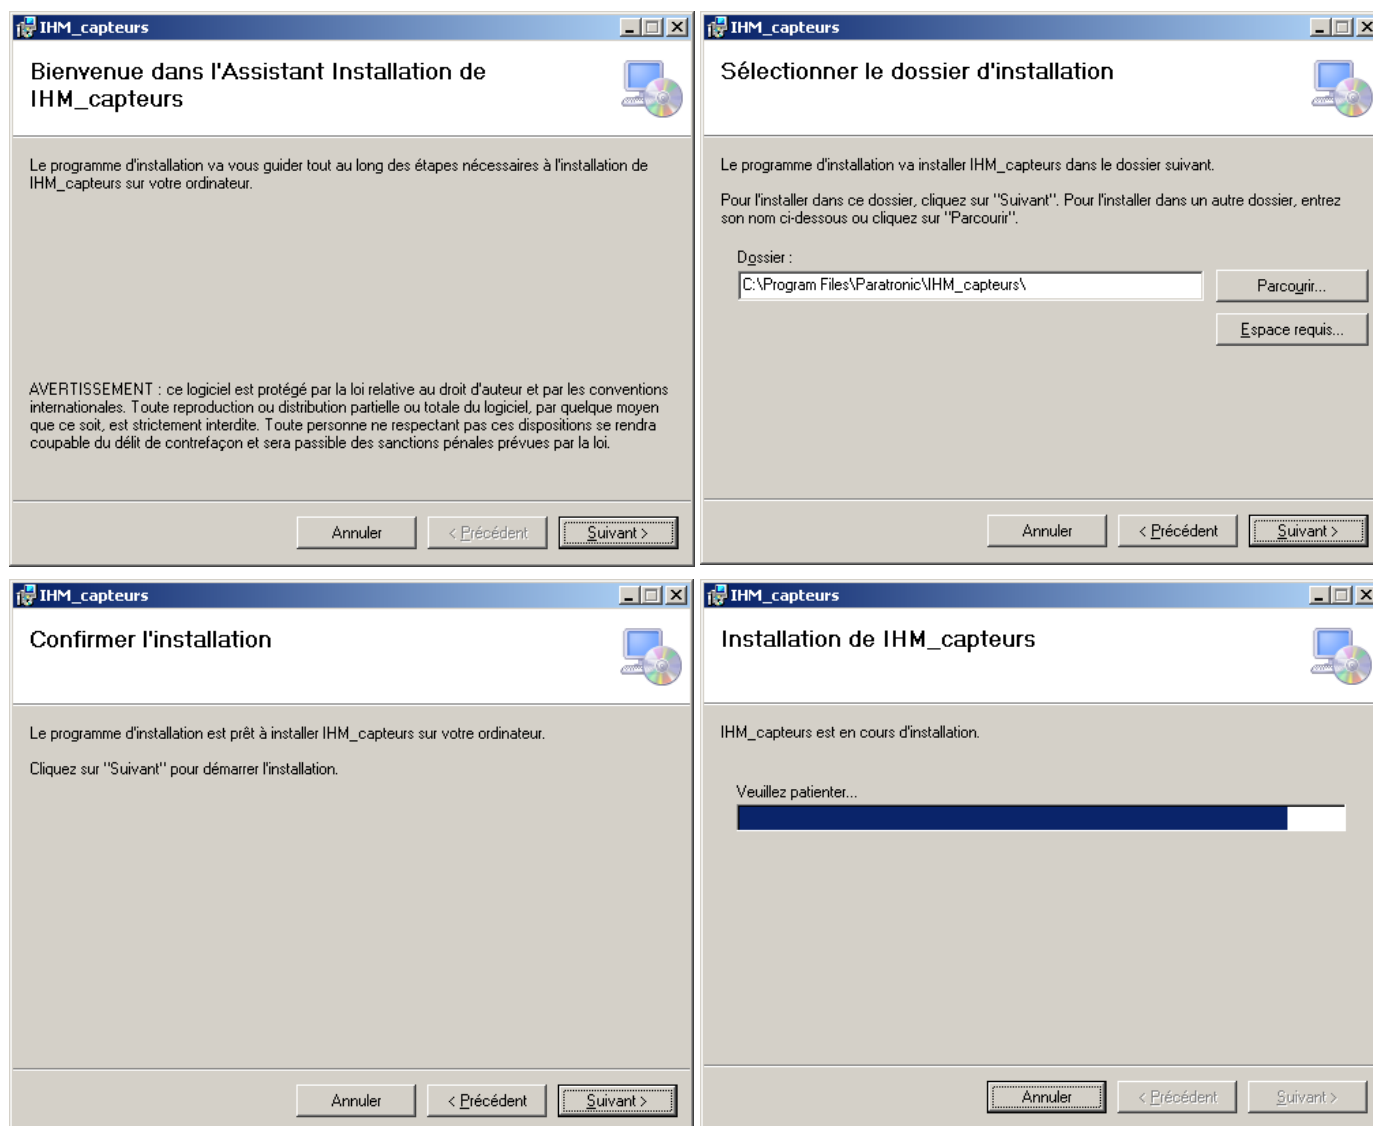 IHM_capteurs
Bienvenue dans l'Assistant Installation de
IHM_capteurs
Le programme d'installation va vous guider tout au long des étapes nécessaires à l'installation de
IHM_capteurs sur votre ordinateur.
AVERTISSEMENT : ce logiciel est protégé par la loi relative au droit d'auteur et par les conventions
internationales. Toute reproduction ou distribution partielle ou totale du logiciel, par quelque moyen
que ce soit, est strictement interdite. Toute personne ne respectant pas ces dispositions se rendra
coupable du délit de contrefaçon et sera passible des sanctions pénales prévues par la loi.
Annuler
< Précédent
Suivant >
IHM_capteurs
Sélectionner le dossier d'installation
Le programme d'installation va installer IHM_capteurs dans le dossier suivant.
Pour l'installer dans ce dossier, cliquez sur "Suivant". Pour l'installer dans un autre dossier, entrez
son nom ci-dessous ou cliquez sur "Parcourir".
Dossier :
C:\Program Files\Paratronic\IHM_capteurs\
Parcourir...
Espace requis...
Annuler
< Précédent
Suivant >
IHM_capteurs
Confirmer l'installation
Le programme d'installation est prêt à installer IHM_capteurs sur votre ordinateur.
Cliquez sur "Suivant" pour démarrer l'installation.
Annuler
< Précédent
Suivant >
IHM_capteurs
Installation de IHM_capteurs
IHM_capteurs est en cours d'installation.
Veuillez patienter...
Annuler
< Précédent
Suivant >